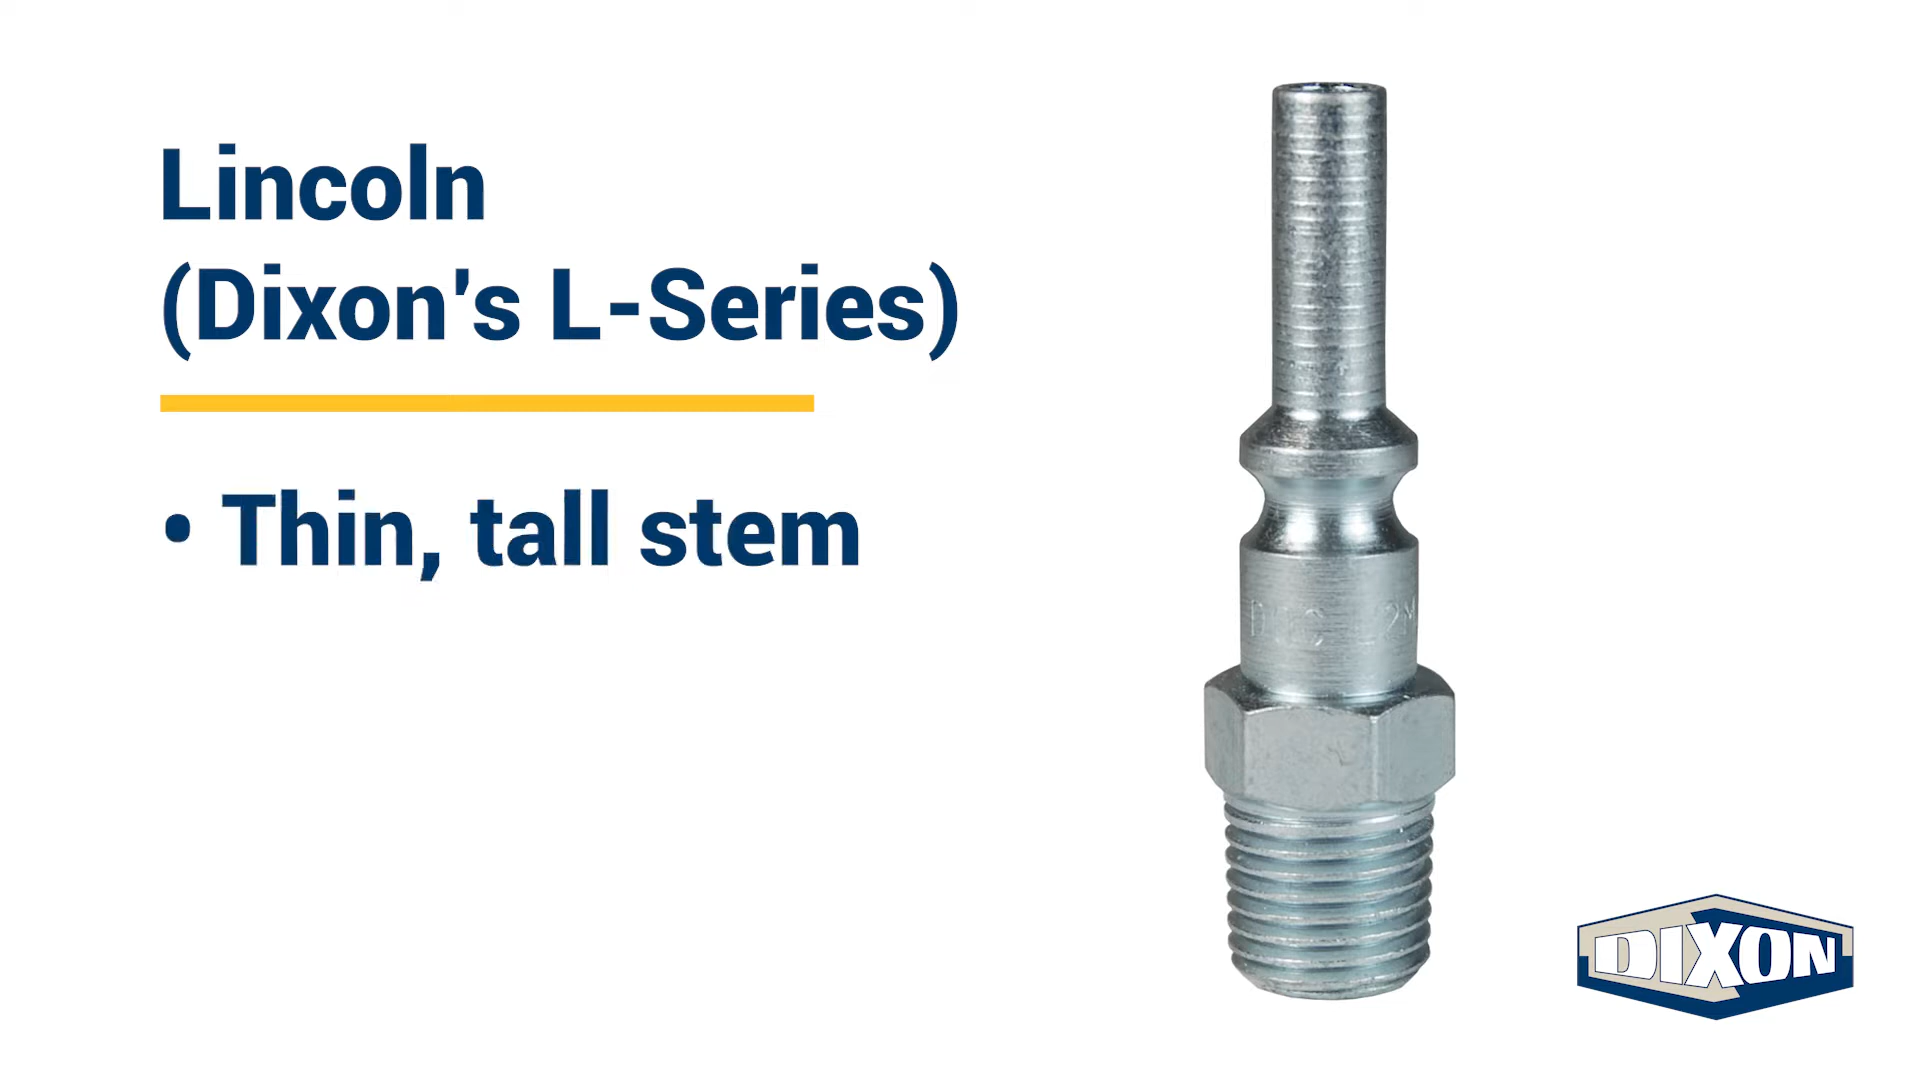 Lincoln
(Dixon's L-Series)
• Thin, tall stem
DIXON